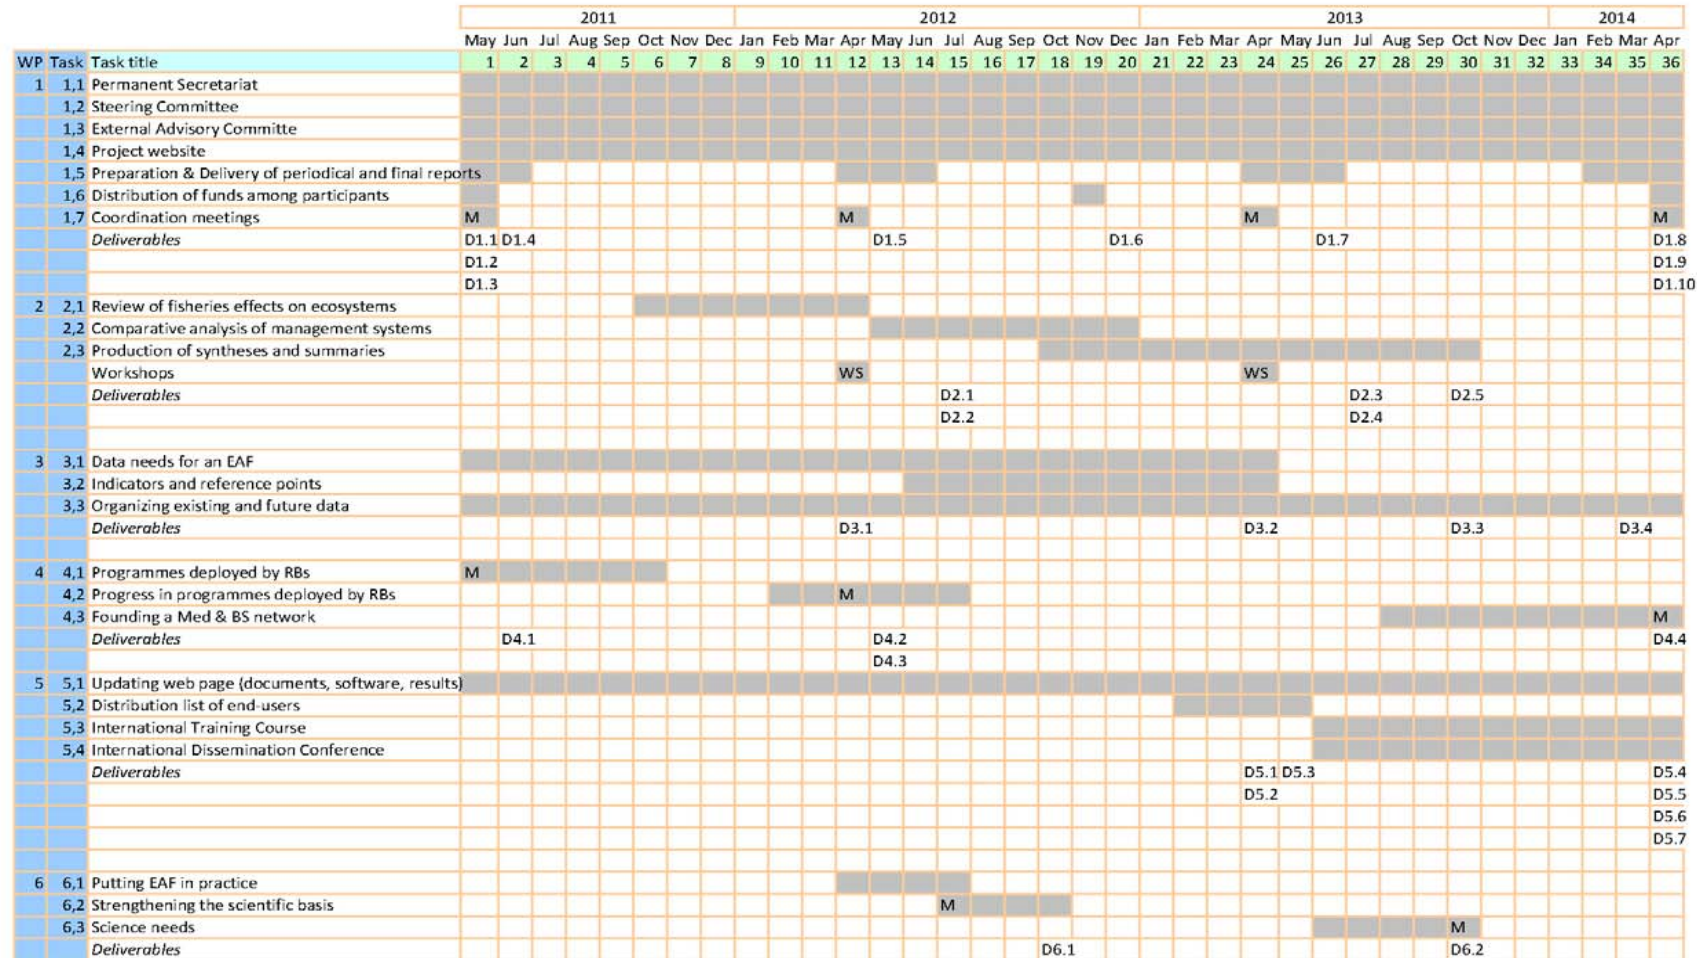 2011 2012 2013 2014
May Jun Jul Aug Sep Oct Nov Dec Jan Feb Mar Apr May Jun Jul Aug Sep Oct Nov Dec Jan Feb Mar Apr May Jun Jul Aug Sep Oct Nov Dec Jan Feb Mar Apr
WP Task Task title 1 2 3 4 5 6 7 8 9 10 11 12 13 14 15 16 17 18 19 20 21 22 23 24 25 26 27 28 29 30 31 32 33 34 35 36
1 1,1 Permanent Secretariat
1,2 Steering Committee
1,3 External Advisory Committe
1,4 Project website
1,5 Preparation & Delivery of periodical and final reports
1,6 Distribution of funds among participants
1,7 Coordination meetings M M M M
Deliverables D1.1 D1.4 D1.5 D1.6 D1.7 D1.8
D1.2 D1.9
D1.3 D1.10
2 2,1 Review of fisheries effects on ecosystems
2,2 Comparative analysis of management systems
2,3 Production of syntheses and summaries
Workshops WS WS
Deliverables D2.1 D2.3 D2.5
D2.2 D2.4
3 3,1 Data needs for an EAF
3,2 Indicators and reference points
3,3 Organizing existing and future data
Deliverables D3.1 D3.2 D3.3 D3.4
4 4,1 Programmes deployed by RBs M
4,2 Progress in programmes deployed by RBs M
4,3 Founding a Med & BS network M
Deliverables D4.1 D4.2 D4.4
D4.3
5 5,1 Updating web page (documents, software, results)
5,2 Distribution list of end-users
5,3 International Training Course
5,4 International Dissemination Conference
Deliverables D5.1 D5.3 D5.4
D5.2 D5.5
D5.6
D5.7
6 6,1 Putting EAF in practice
6,2 Strengthening the scientific basis M
6,3 Science needs M
Deliverables D6.1 D6.2